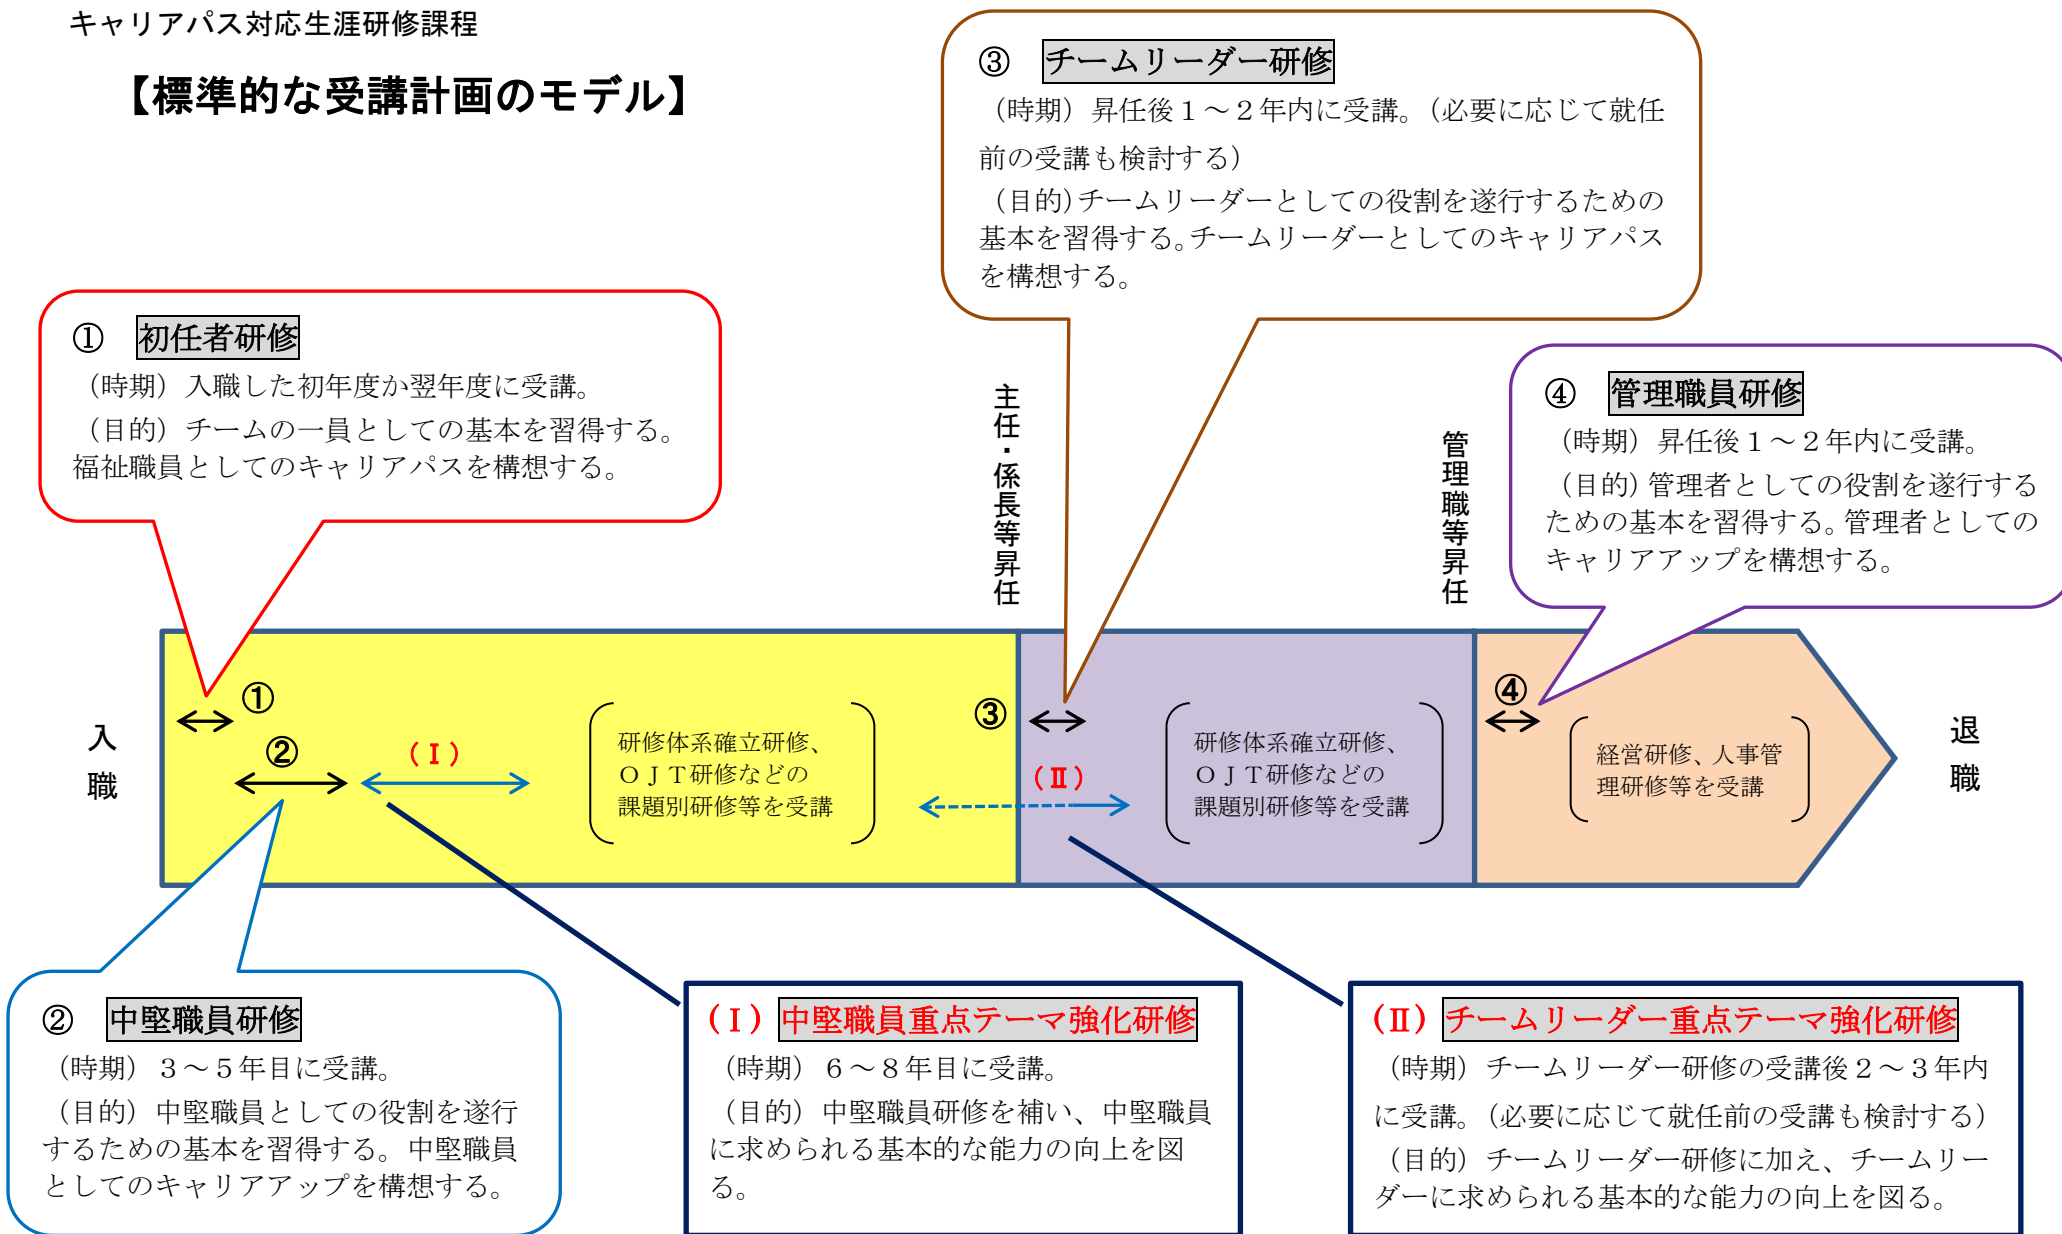 キャリアパス対応生涯研修課程
【標準的な受講計画のモデル】
③ チームリーダー研修
（時期）昇任後１～２年内に受講。（必要に応じて就任
前の受講も検討する）
（目的）チームリーダーとしての役割を遂行するための
基本を習得する。チームリーダーとしてのキャリアパス
を構想する。
① 初任者研修
（時期）入職した初年度か翌年度に受講。
（目的）チームの一員としての基本を習得する。
福祉職員としてのキャリアパスを構想する。
主任・係長等昇任
管理職等昇任
④ 管理職員研修
（時期）昇任後１～２年内に受講。
（目的）管理者としての役割を遂行する
ための基本を習得する。管理者としての
キャリアアップを構想する。
入職
①
②
（Ⅰ）
研修体系確立研修、
ＯＪＴ研修などの
課題別研修等を受講
③
（Ⅱ）
研修体系確立研修、
ＯＪＴ研修などの
課題別研修等を受講
④
経営研修、人事管
理研修等を受講
退職
② 中堅職員研修
（時期）３～５年目に受講。
（目的）中堅職員としての役割を遂行
するための基本を習得する。中堅職員
としてのキャリアアップを構想する。
（Ⅰ）中堅職員重点テーマ強化研修
（時期）６～８年目に受講。
（目的）中堅職員研修を補い、中堅職員
に求められる基本的な能力の向上を図
る。
（Ⅱ）チームリーダー重点テーマ強化研修
（時期）チームリーダー研修の受講後２～３年内
に受講。（必要に応じて就任前の受講も検討する）
（目的）チームリーダー研修に加え、チームリー
ダーに求められる基本的な能力の向上を図る。